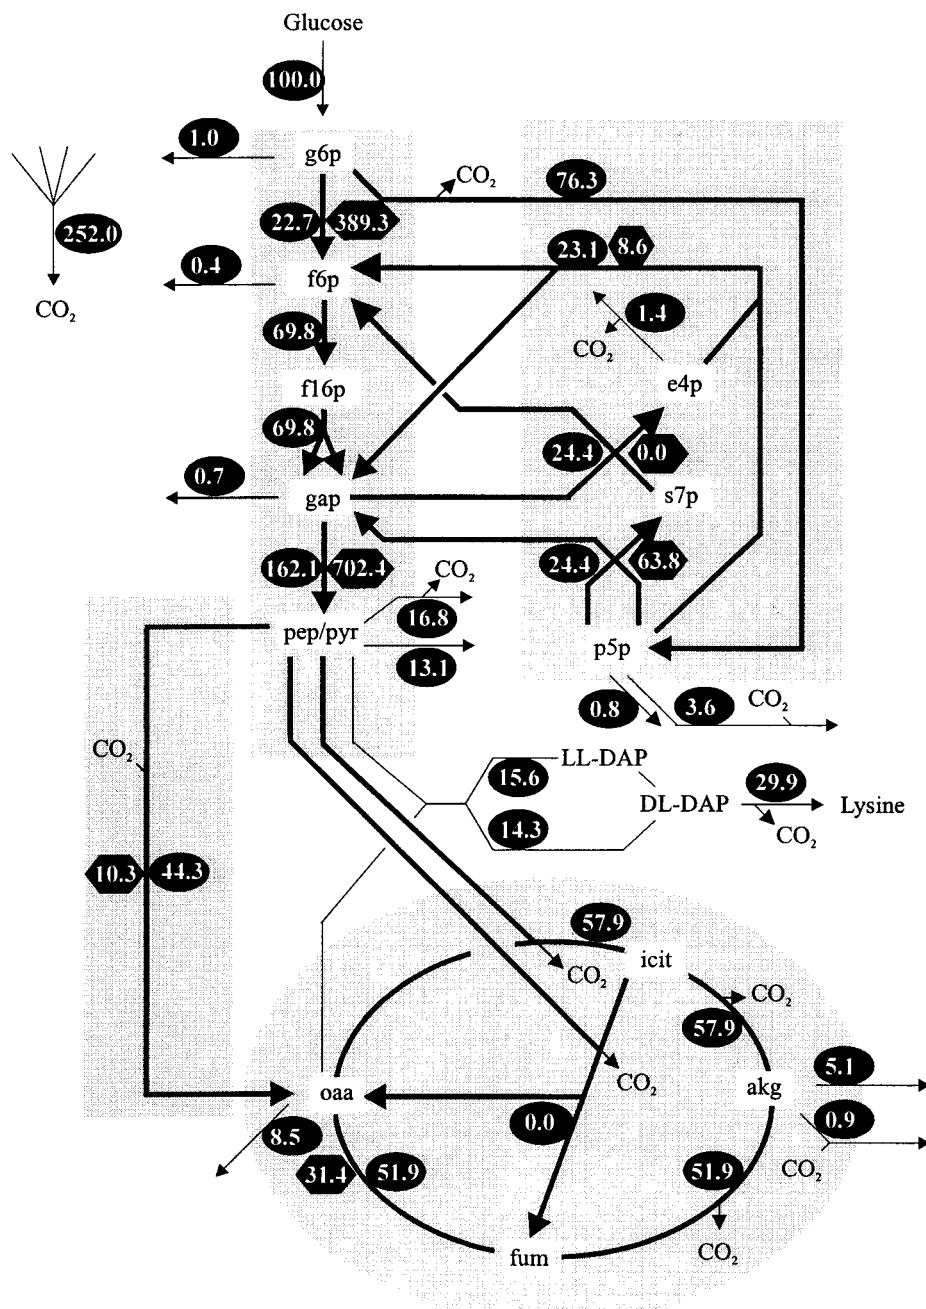 Glucose
100.0
1.0
g6p
CO₂
76.3
252.0
22.7
389.3
23.1
8.6
0.4
f6p
CO₂
69.8
1.4
CO₂
f16p
e4p
69.8
24.4
0.0
0.7
gap
s7p
162.1
702.4
24.4
63.8
CO₂
16.8
pep/pyr
13.1
p5p
0.8
3.6
CO₂
CO₂
15.6
LL-DAP
29.9
DL-DAP
Lysine
14.3
CO₂
10.3
44.3
57.9
icit
CO₂
CO₂
57.9
CO₂
oaa
akg
5.1
0.0
0.9
8.5
CO₂
31.4
51.9
51.9
fum
CO₂